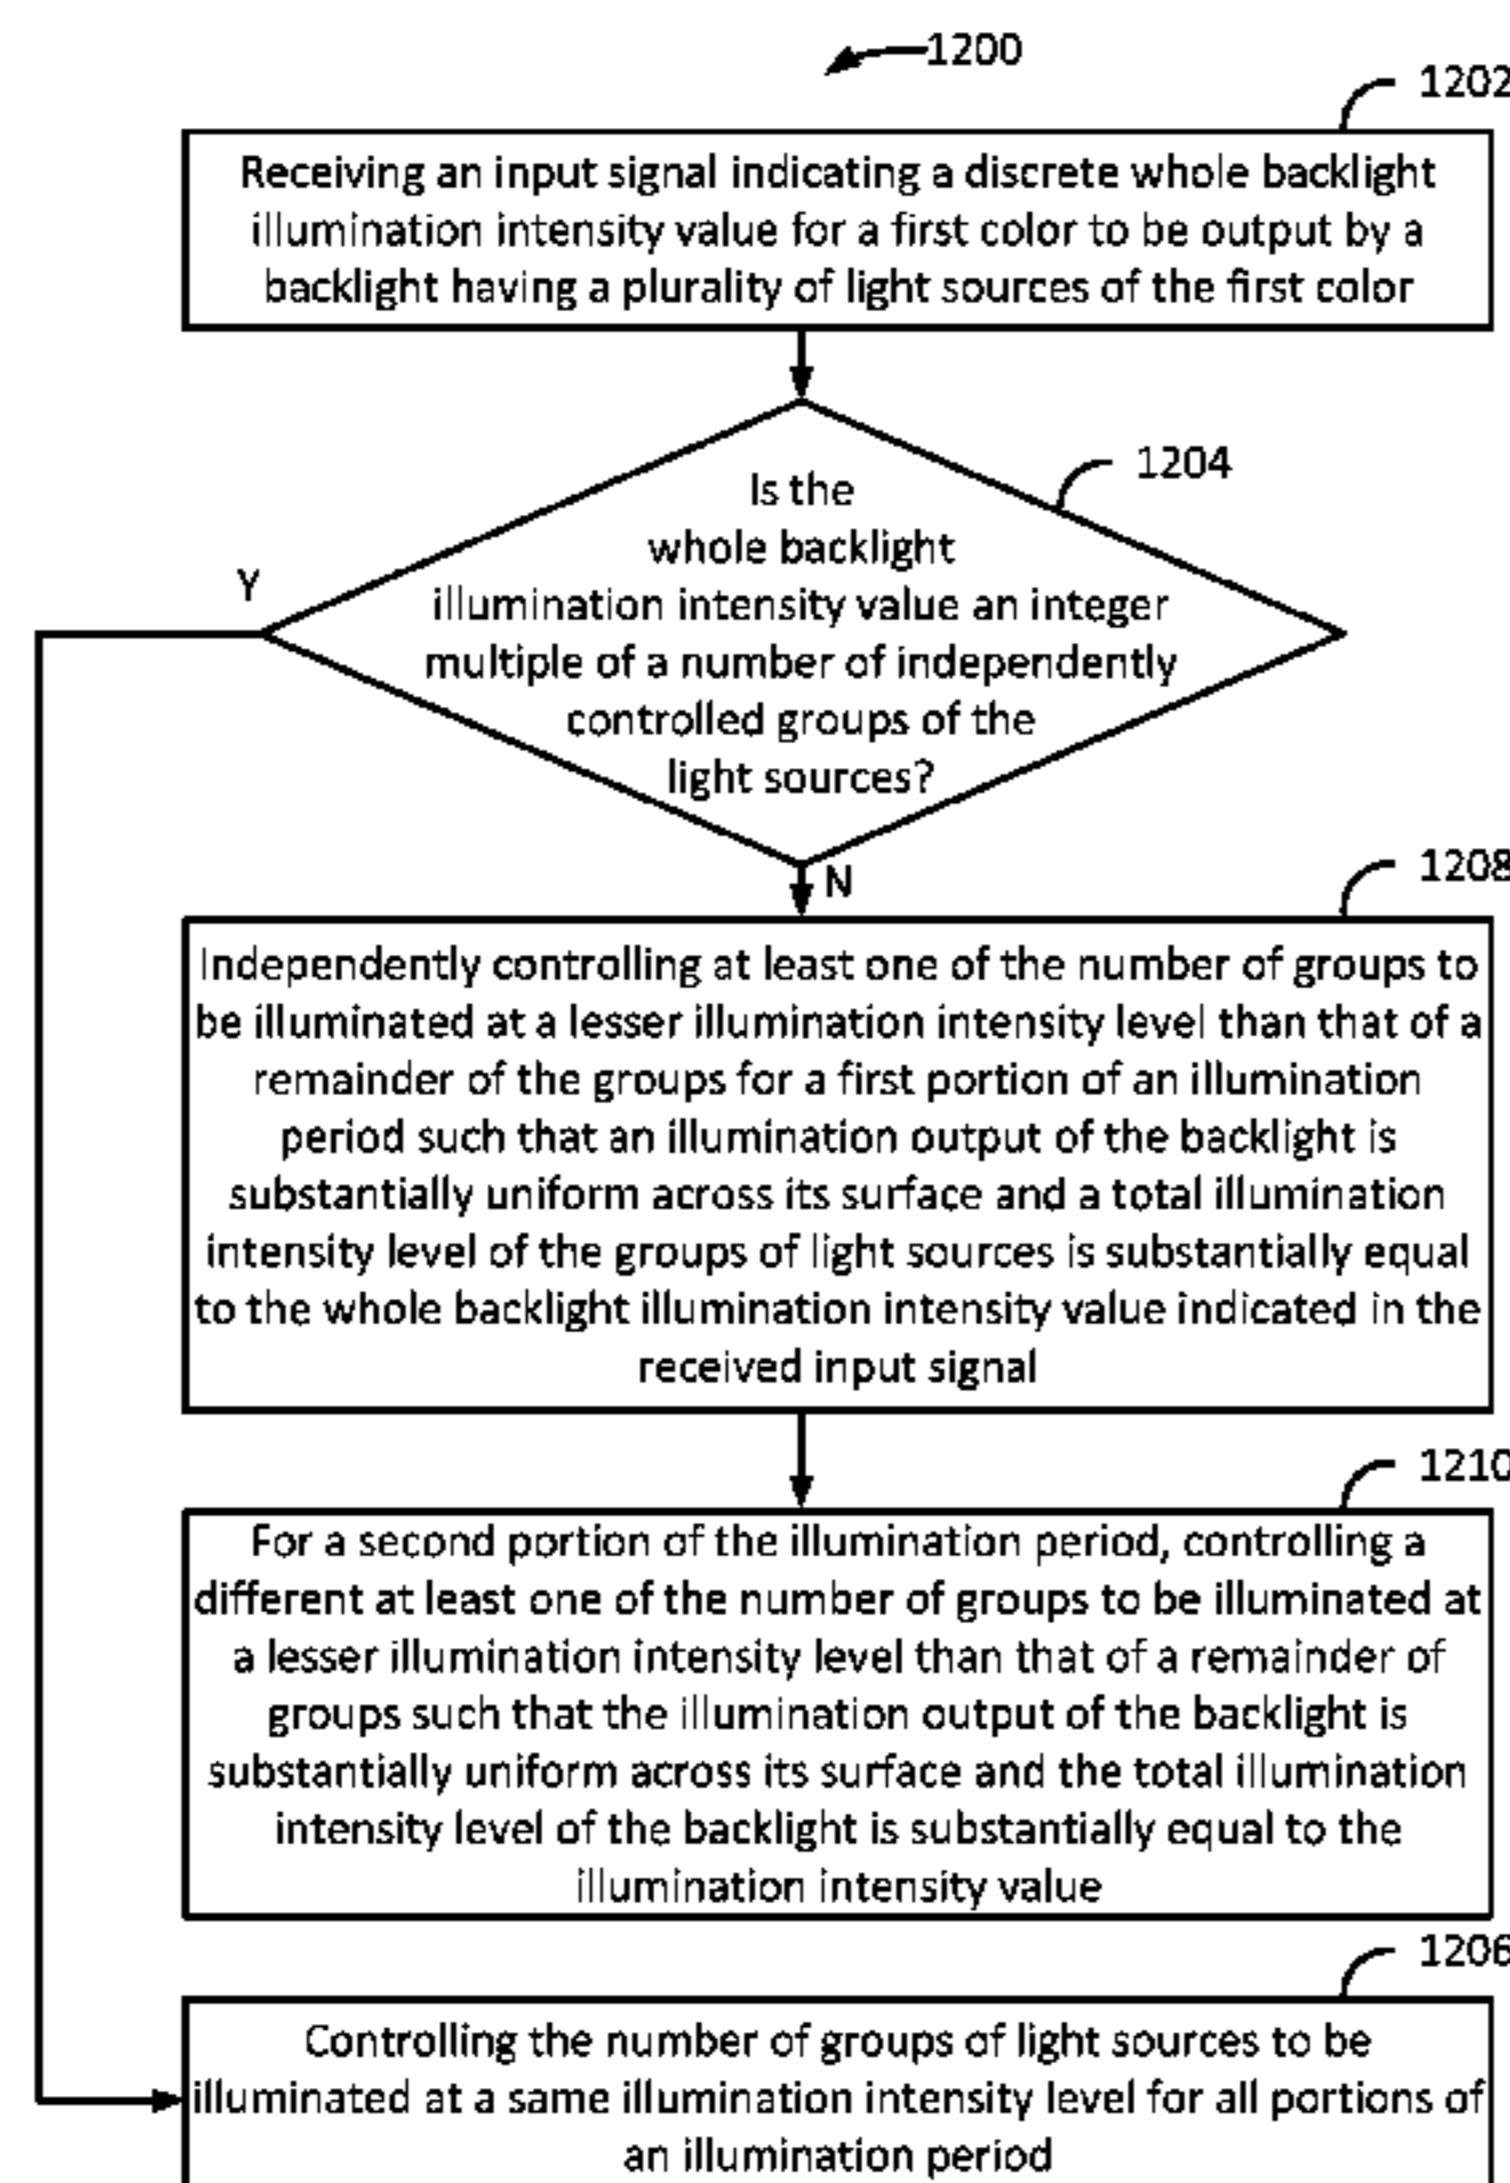 1200
1202
Receiving an input signal indicating a discrete whole backlight
illumination intensity value for a first color to be output by a
backlight having a plurality of light sources of the first color
1204
Is the
whole backlight
illumination intensity value an integer
multiple of a number of independently
controlled groups of the
light sources?
Y
N
1208
Independently controlling at least one of the number of groups to
be illuminated at a lesser illumination intensity level than that of a
remainder of the groups for a first portion of an illumination
period such that an illumination output of the backlight is
substantially uniform across its surface and a total illumination
intensity level of the groups of light sources is substantially equal
to the whole backlight illumination intensity value indicated in the
received input signal
1210
For a second portion of the illumination period, controlling a
different at least one of the number of groups to be illuminated at
a lesser illumination intensity level than that of a remainder of
groups such that the illumination output of the backlight is
substantially uniform across its surface and the total illumination
intensity level of the backlight is substantially equal to the
illumination intensity value
1206
Controlling the number of groups of light sources to be
illuminated at a same illumination intensity level for all portions of
an illumination period